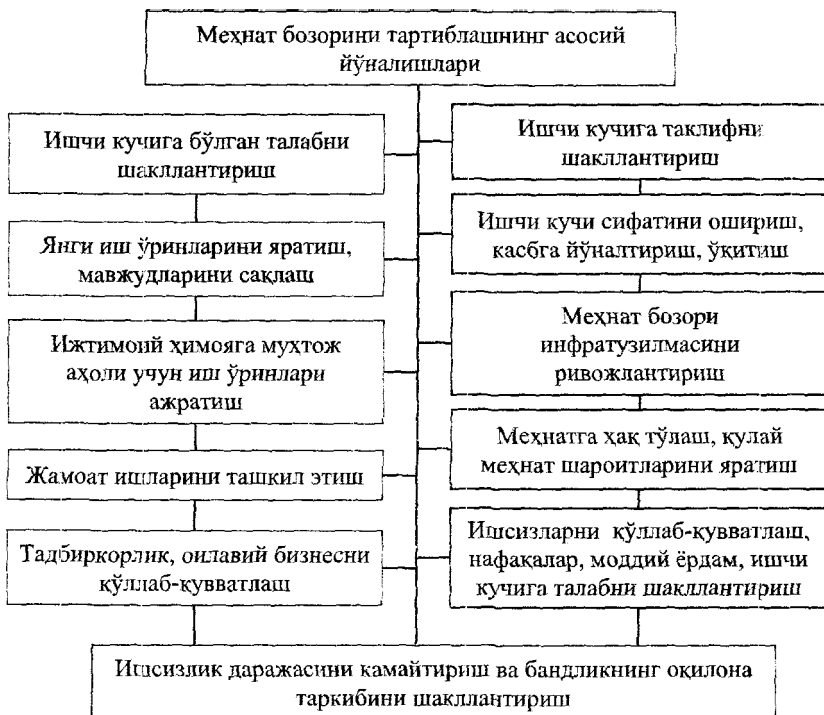 Меҳнат бозорини тартиблашнинг асосий
йўналишлари
Ишчи кучига бўлган талабни
шакллантириш
Янги иш ўринларини яратиш,
мавжудларини сақлаш
Ижтимоий ҳимояга муҳтож
аҳоли учун иш ўринлари
ажратиш
Жамоат ишларини ташкил этиш
Тадбиркорлик, оилавий бизнесни
қўллаб-қувватлаш
Ишчи кучига таклифни
шакллантириш
Ишчи кучи сифатини ошириш,
касбга йўналтириш, ўқитиш
Меҳнат бозори
инфратузилмасини
ривожлантириш
Меҳнатга ҳақ тўлаш, қулай
меҳнат шароитларини яратиш
Ишсизларни қўллаб-қувватлаш,
нафақалар, моддий ёрдам, ишчи
кучига талабни шакллантириш
Ишсизлик даражасини камайтириш ва бандликнинг оқилона
таркибини шакллантириш